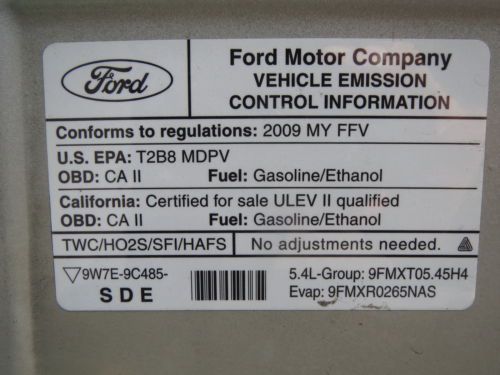 Ford
Ford Motor Company
VEHICLE EMISSION
CONTROL INFORMATION
Conforms to regulations: 2009 MY FFV
U.S. EPA: T2B8 MDPV
OBD: CA II Fuel: Gasoline/Ethanol
California: Certified for sale ULEV II qualified
OBD: CA II Fuel: Gasoline/Ethanol
TWC/HO2S/SFI/HAFS No adjustments needed.
9W7E-9C485-
SDE
5.4L-Group: 9FMXT05.45H4
Evap: 9FMXR0265NAS